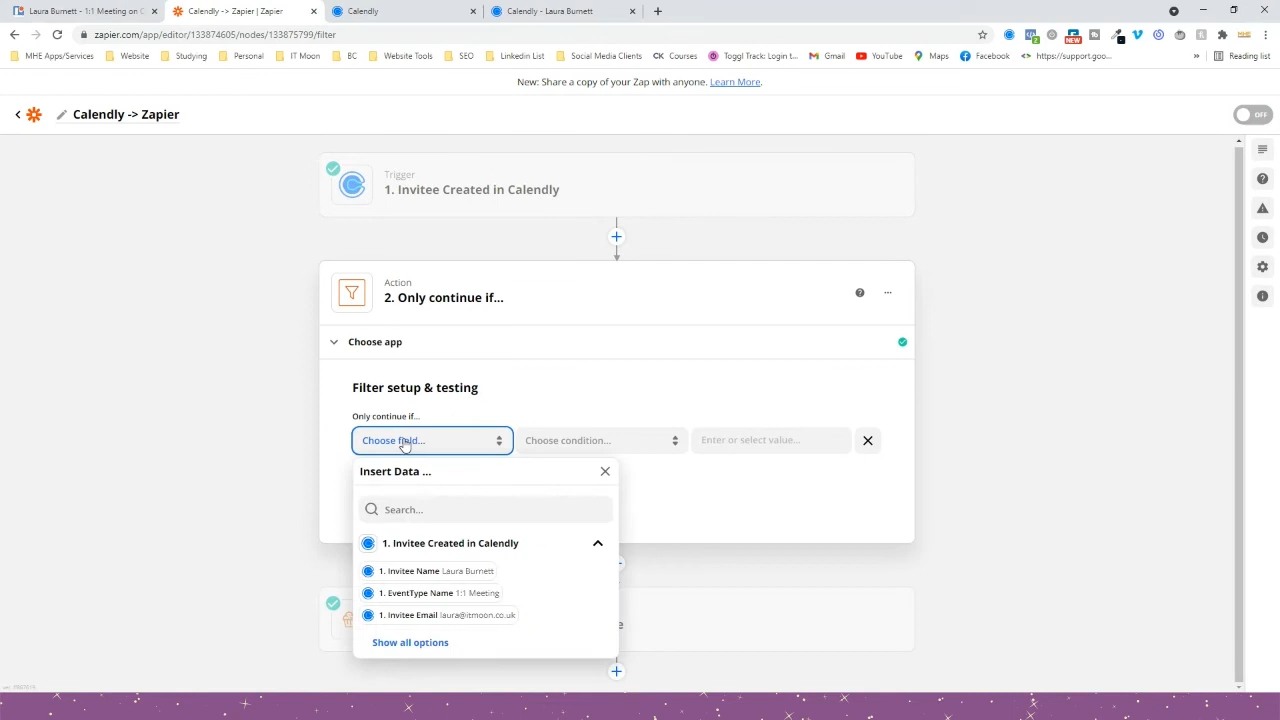 Laura Burnett - 1:1 Meeting on C
Calendly -> Zapier | Zapier
Calendly
Calendly - Laura Burnett
zapier.com/app/editor/133874605/nodes/133875799/filter
NEW
MHE Apps/Services
Website
Studying
Personal
IT Moon
BC
Website Tools
SEO
Linkedin List
Social Media Clients
CK Courses
Toggl Track: Login t...
Gmail
YouTube
Maps
Facebook
https://support.goo...
Reading list
New: Share a copy of your Zap with anyone. Learn More.
Calendly -> Zapier
OFF
Trigger
1. Invitee Created in Calendly
Action
2. Only continue if...
Choose app
Filter setup & testing
Only continue if...
Choose field...
Choose condition...
Enter or select value...
Insert Data ...
Search...
1. Invitee Created in Calendly
1. Invitee Name Laura Burnett
1. EventType Name 1:1 Meeting
1. Invitee Email laura@itmoon.co.uk
Show all options